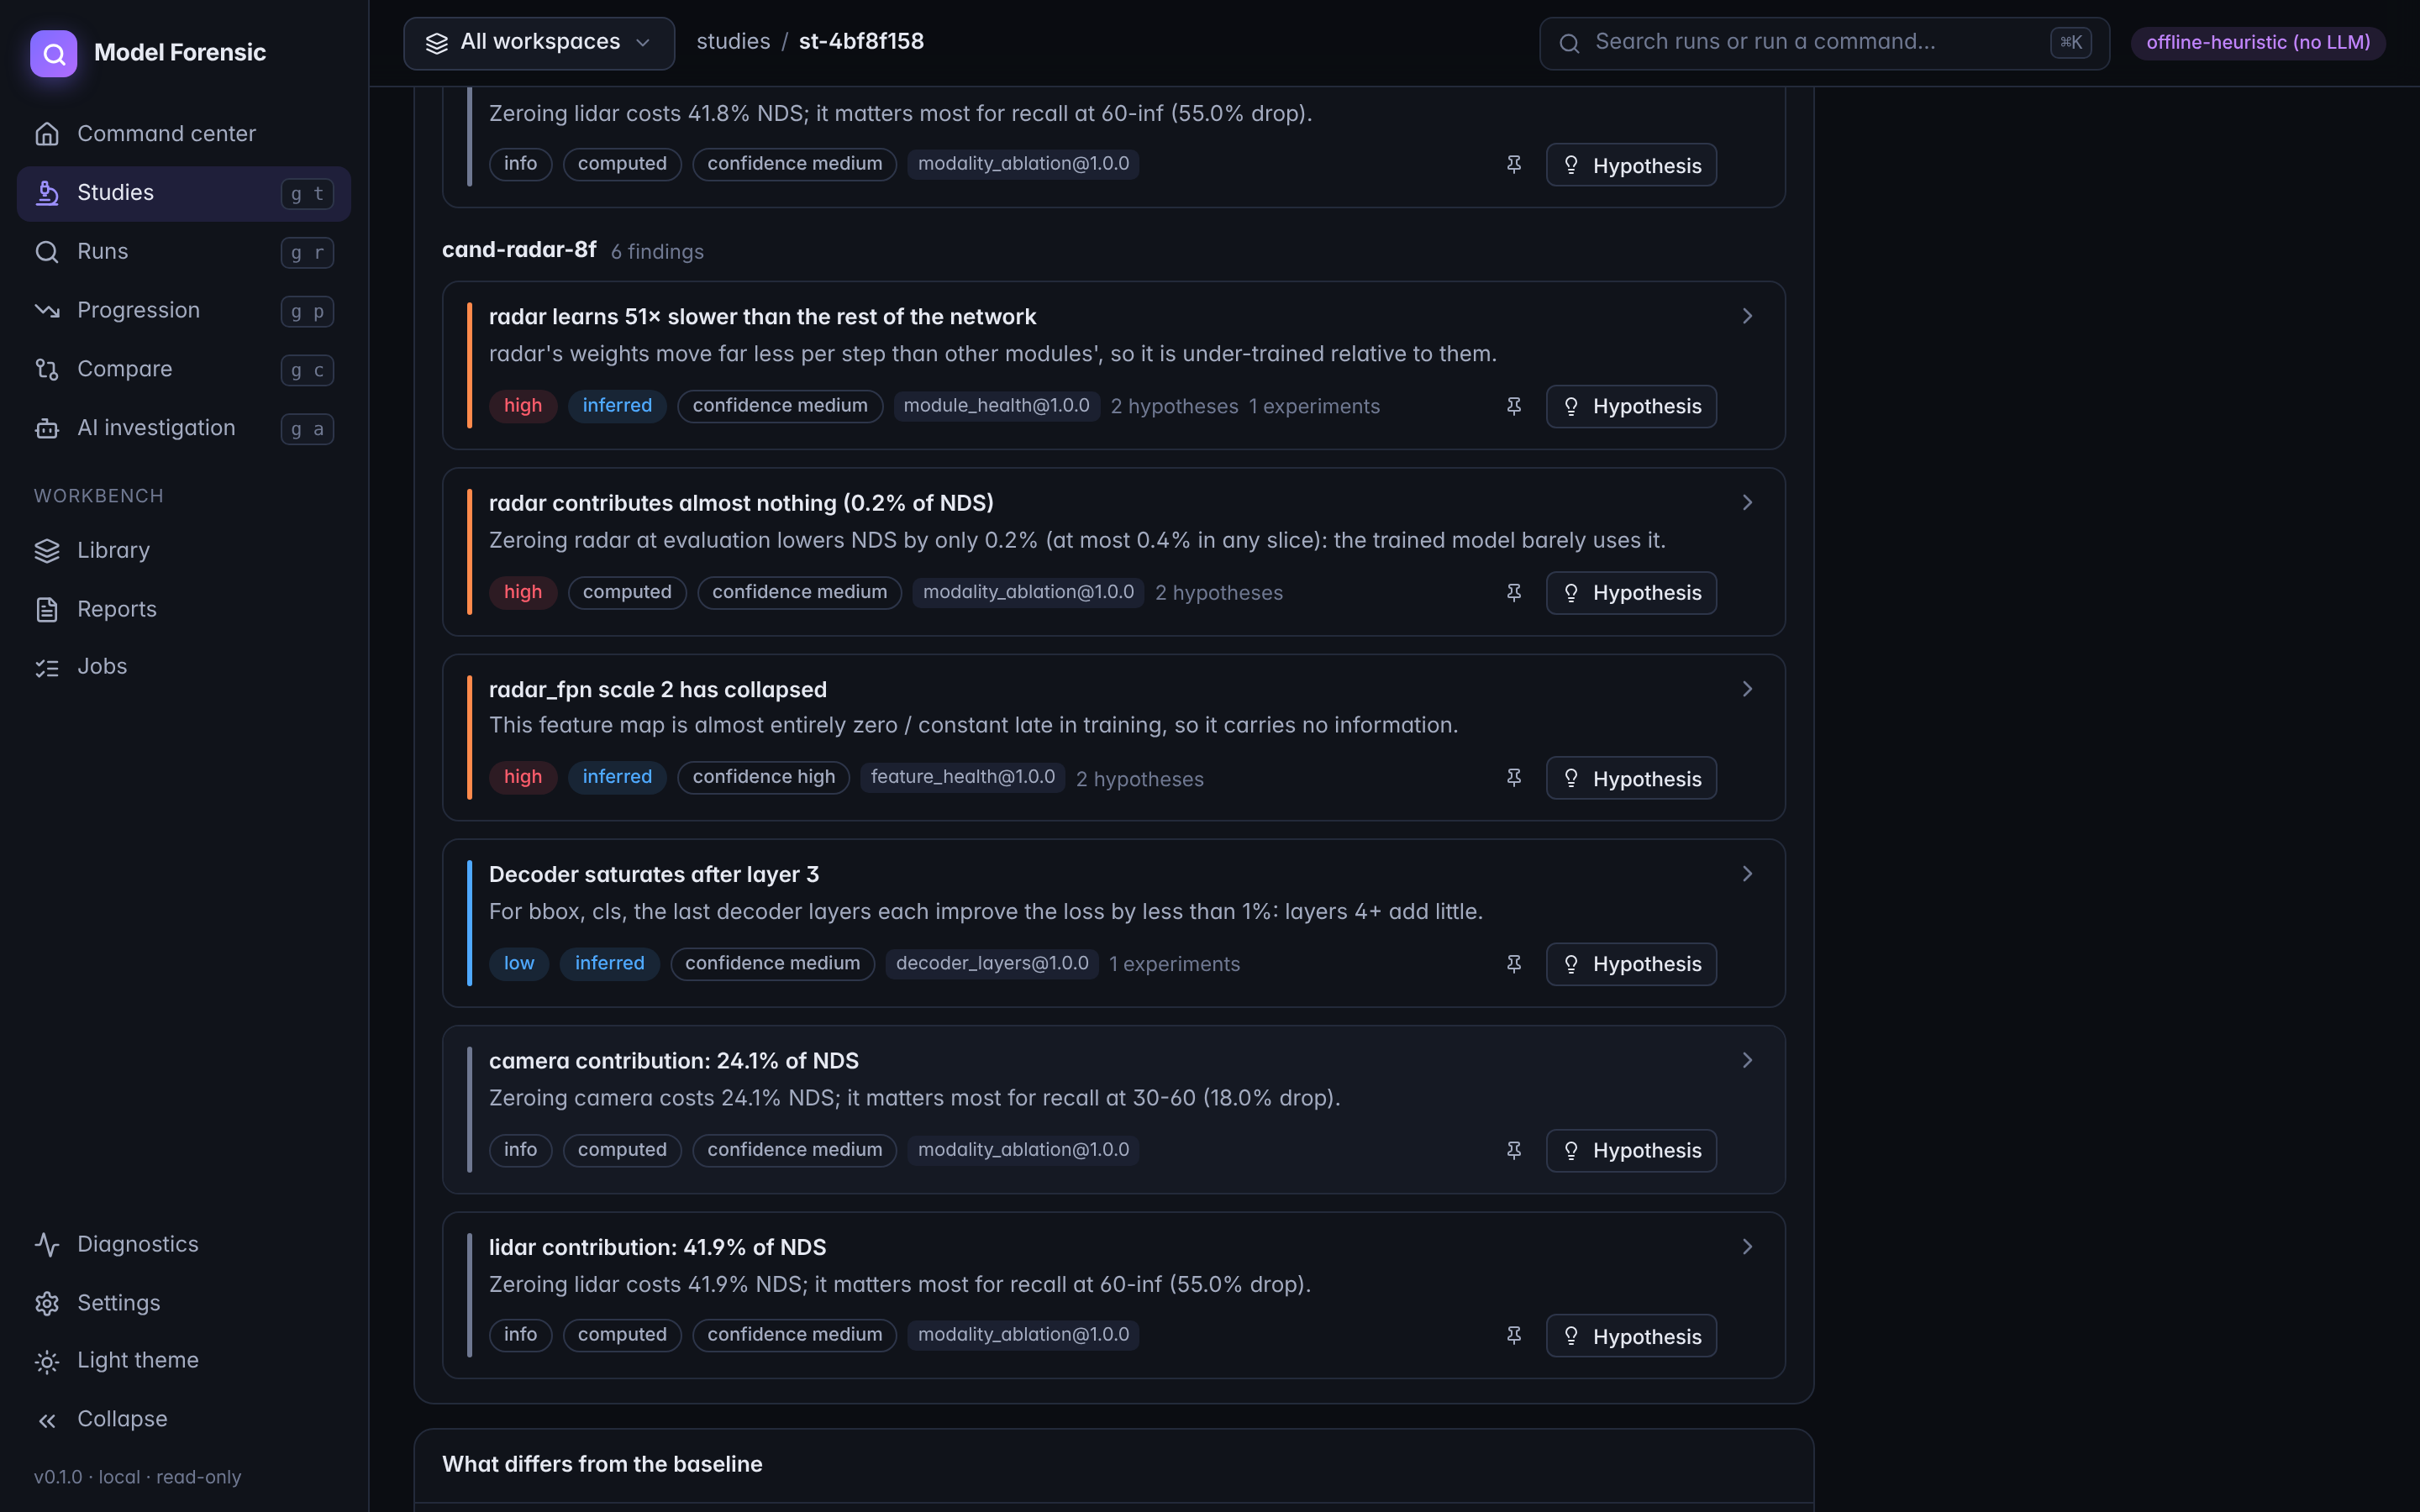 Model Forensic
All workspaces
studies / st-4bf8f158
Search runs or run a command...
⌘K
offline-heuristic (no LLM)
Command center
Studies
g t
Runs
g r
Progression
g p
Compare
g c
AI investigation
g a
WORKBENCH
Library
Reports
Jobs
Diagnostics
Settings
Light theme
Collapse
v0.1.0 · local · read-only
Zeroing lidar costs 41.8% NDS; it matters most for recall at 60-inf (55.0% drop).
info computed confidence medium modality_ablation@1.0.0 Hypothesis
cand-radar-8f 6 findings
radar learns 51× slower than the rest of the network
radar's weights move far less per step than other modules', so it is under-trained relative to them.
high inferred confidence medium module_health@1.0.0 2 hypotheses 1 experiments Hypothesis
radar contributes almost nothing (0.2% of NDS)
Zeroing radar at evaluation lowers NDS by only 0.2% (at most 0.4% in any slice): the trained model barely uses it.
high computed confidence medium modality_ablation@1.0.0 2 hypotheses Hypothesis
radar_fpn scale 2 has collapsed
This feature map is almost entirely zero / constant late in training, so it carries no information.
high inferred confidence high feature_health@1.0.0 2 hypotheses Hypothesis
Decoder saturates after layer 3
For bbox, cls, the last decoder layers each improve the loss by less than 1%: layers 4+ add little.
low inferred confidence medium decoder_layers@1.0.0 1 experiments Hypothesis
camera contribution: 24.1% of NDS
Zeroing camera costs 24.1% NDS; it matters most for recall at 30-60 (18.0% drop).
info computed confidence medium modality_ablation@1.0.0 Hypothesis
lidar contribution: 41.9% of NDS
Zeroing lidar costs 41.9% NDS; it matters most for recall at 60-inf (55.0% drop).
info computed confidence medium modality_ablation@1.0.0 Hypothesis
What differs from the baseline